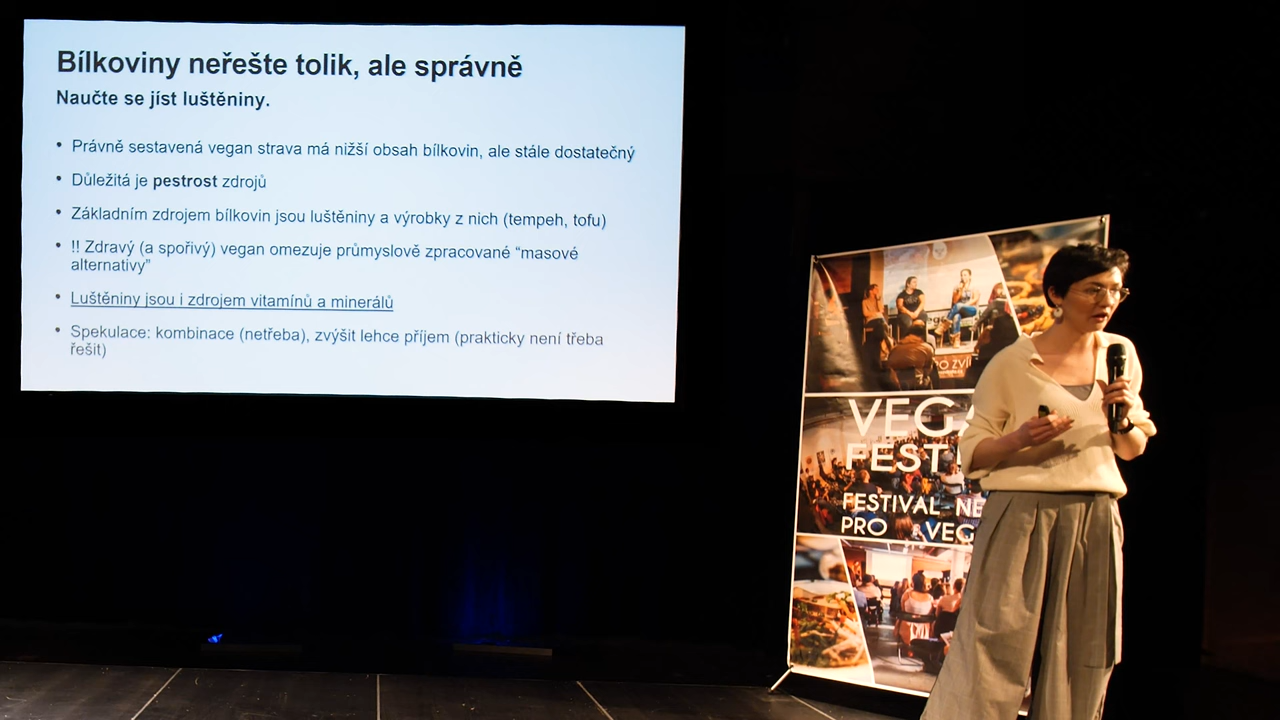 Bílkoviny neřešte tolik, ale správně
Naučte se jíst luštěniny.
• Právně sestavená vegan strava má nižší obsah bílkovin, ale stále dostatečný
• Důležitá je pestrost zdrojů
• Základním zdrojem bílkovin jsou luštěniny a výrobky z nich (tempeh, tofu)
• !! Zdravý (a spořivý) vegan omezuje průmyslově zpracované “masové
alternativy”
• Luštěniny jsou i zdrojem vitamínů a minerálů
• Spekulace: kombinace (netřeba), zvýšit lehce příjem (prakticky není třeba
řešit)
VEGA
FEST
FESTIVAL NE
PRO VEG